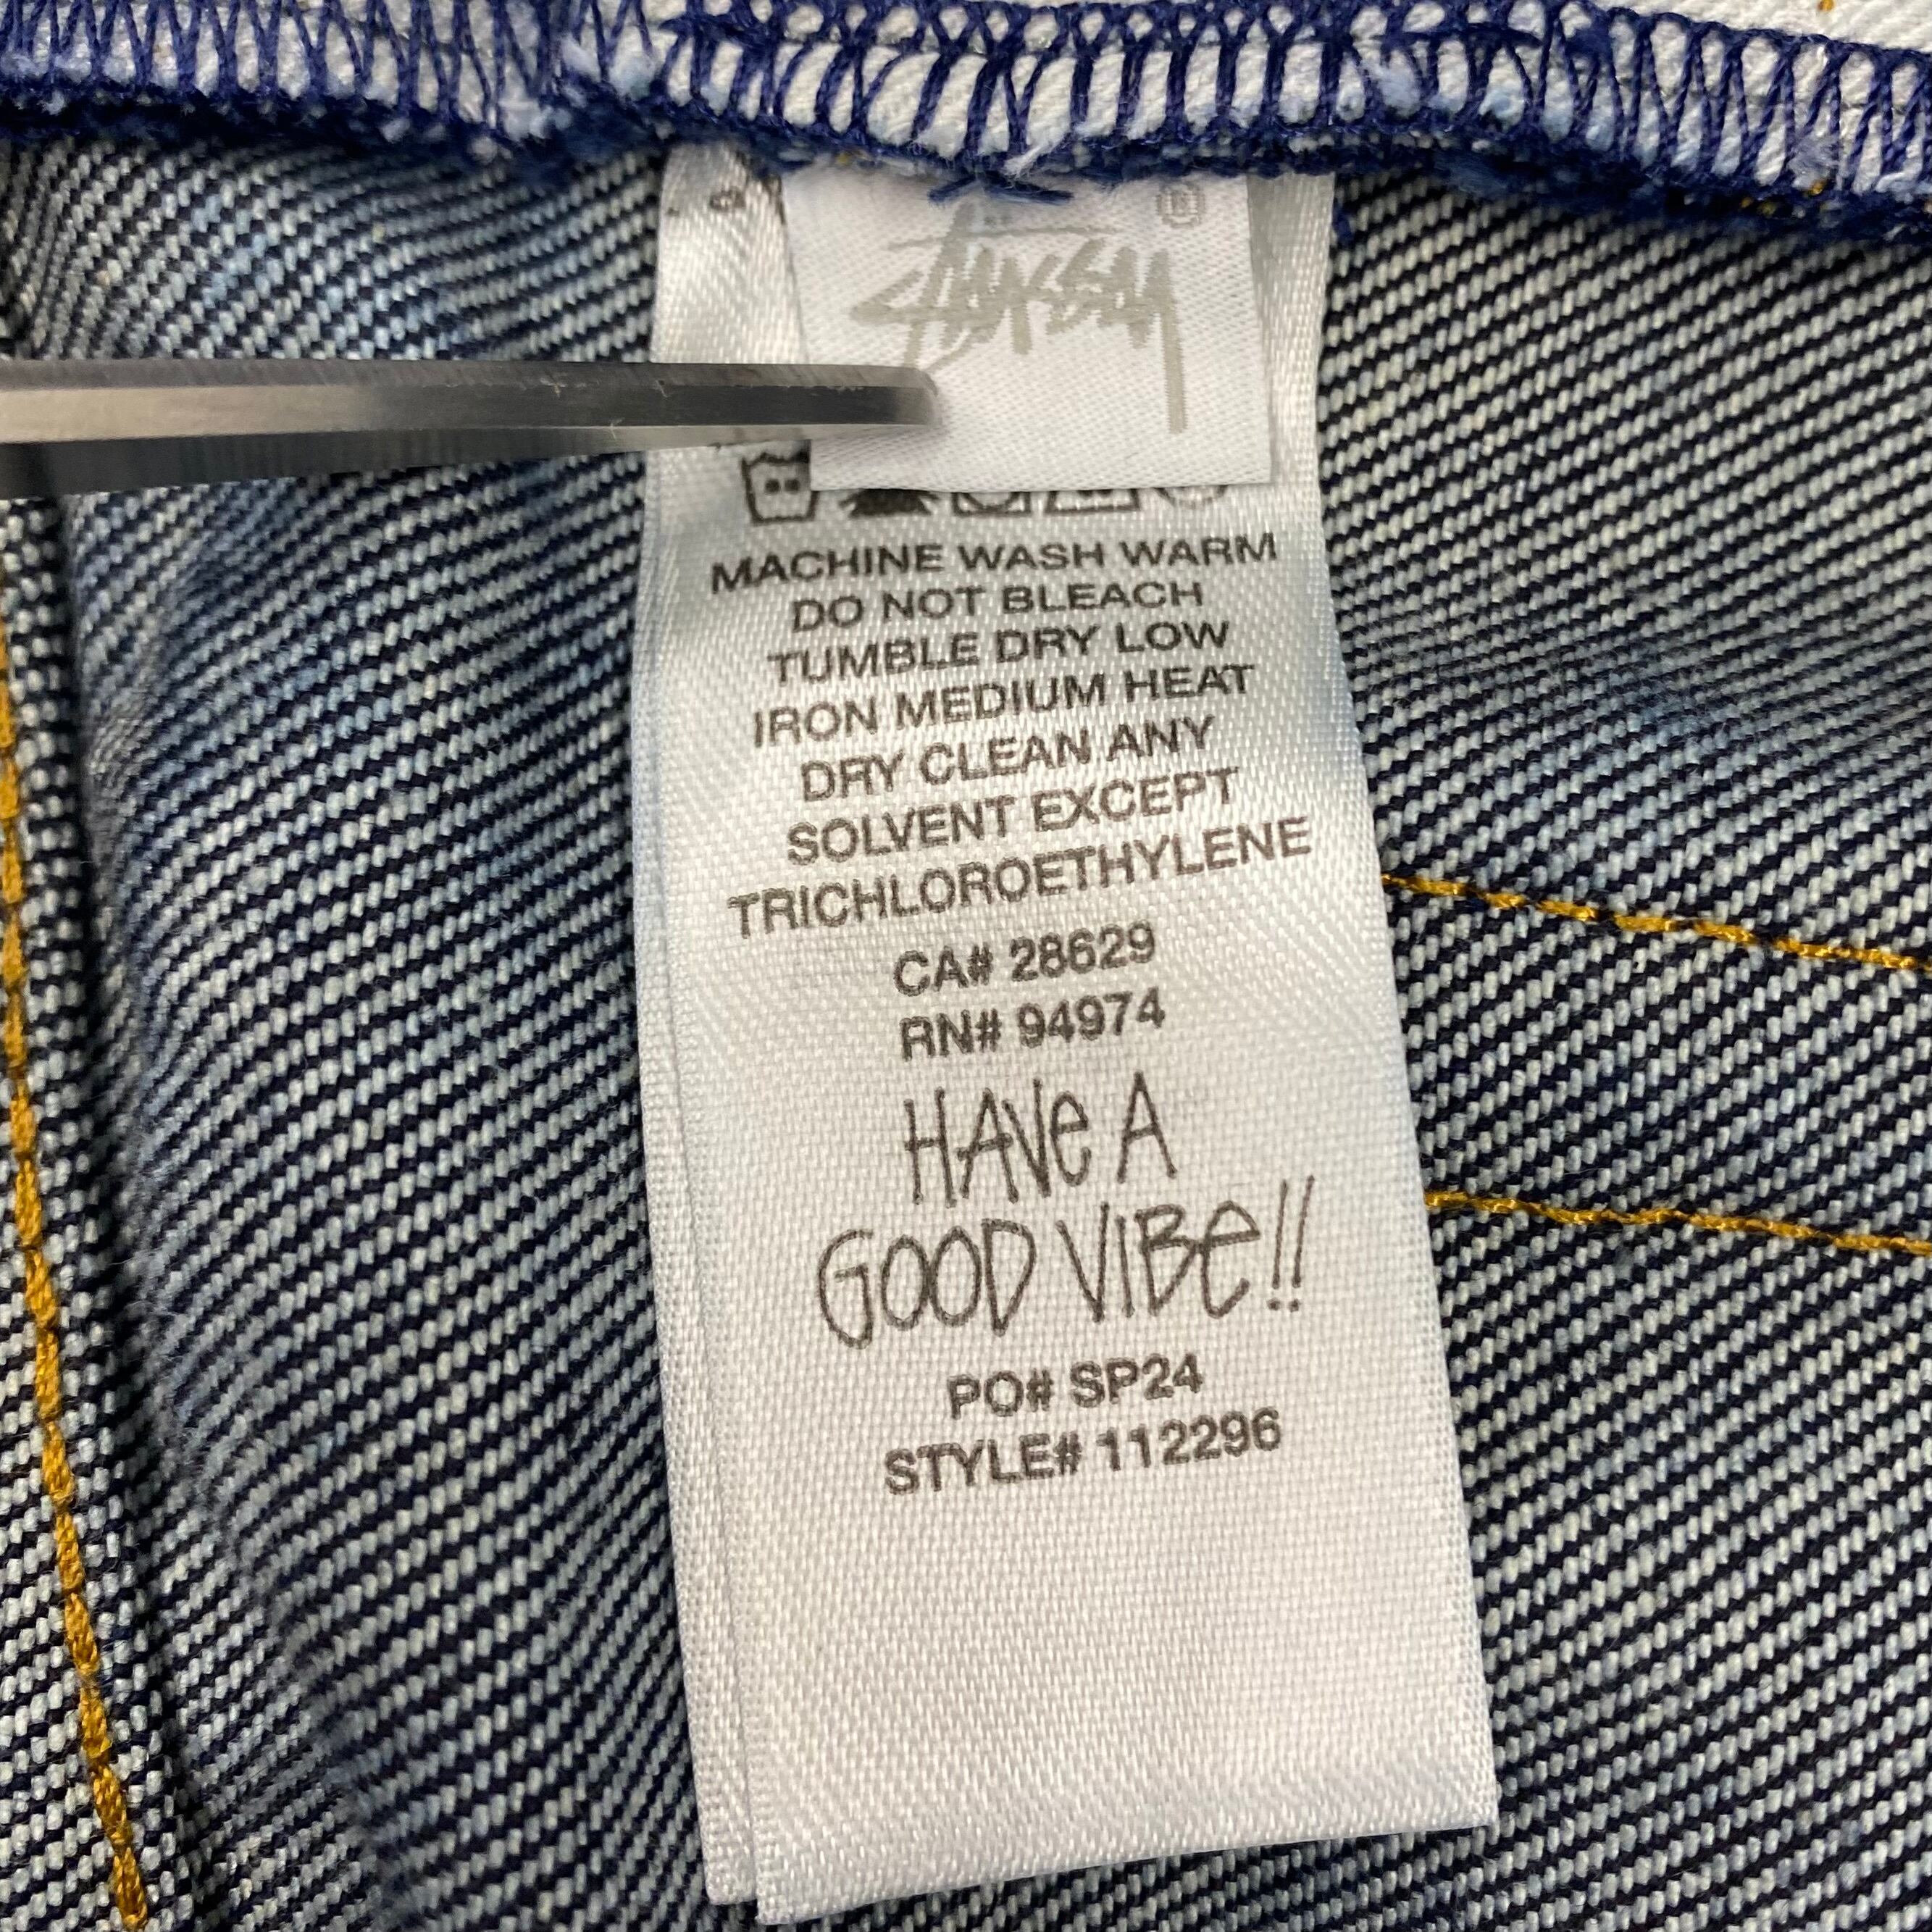 STÜSSY®
MACHINE WASH WARM
DO NOT BLEACH
TUMBLE DRY LOW
IRON MEDIUM HEAT
DRY CLEAN ANY
SOLVENT EXCEPT
TRICHLOROETHYLENE
CA# 28629
RN# 94974
HAVe A
GOOD VIBe!!
PO# SP24
STYLE# 112296